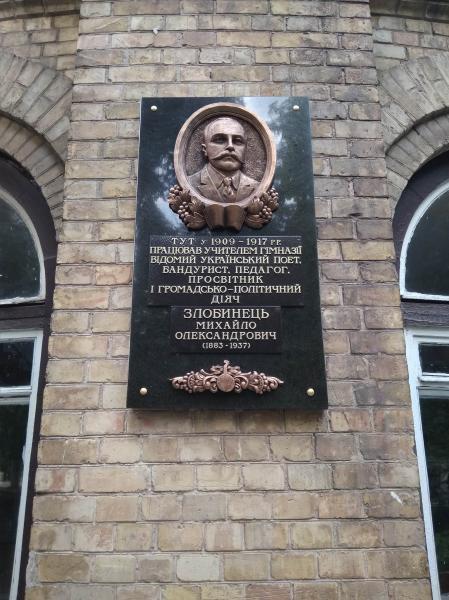 ТУТ У 1909 - 1917 РР.
ПРАЦЮВАВ УЧИТЕЛЕМ ГІМНАЗІЇ
ВІДОМИЙ УКРАЇНСЬКИЙ ПОЕТ,
БАНДУРИСТ, ПЕДАГОГ,
ПРОСВІТНИК
І ГРОМАДСЬКО-ПОЛІТИЧНИЙ
ДІЯЧ
ЗЛОБИНЕЦЬ
МИХАЙЛО
ОЛЕКСАНДРОВИЧ
(1883 - 1937)